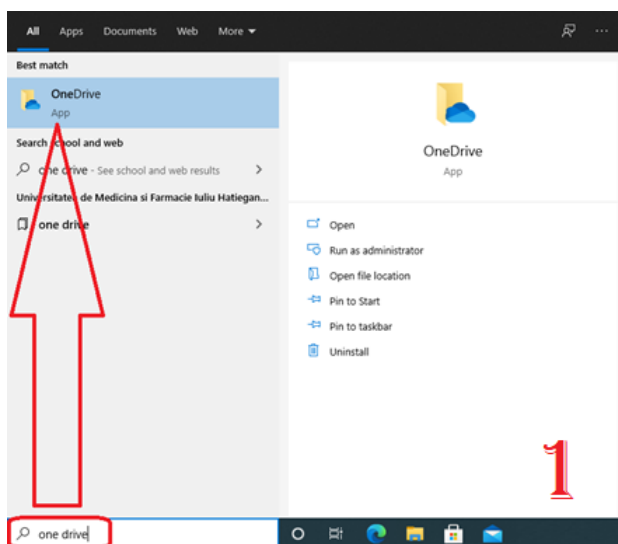 All Apps Documents Web More
Best match
OneDrive
App
Search school and web
one drive - See school and web results
Universitatea de Medicina si Farmacie Iuliu Hatiegan...
one drive
OneDrive
App
Open
Run as administrator
Open file location
Pin to Start
Pin to taskbar
Uninstall
1
one drive